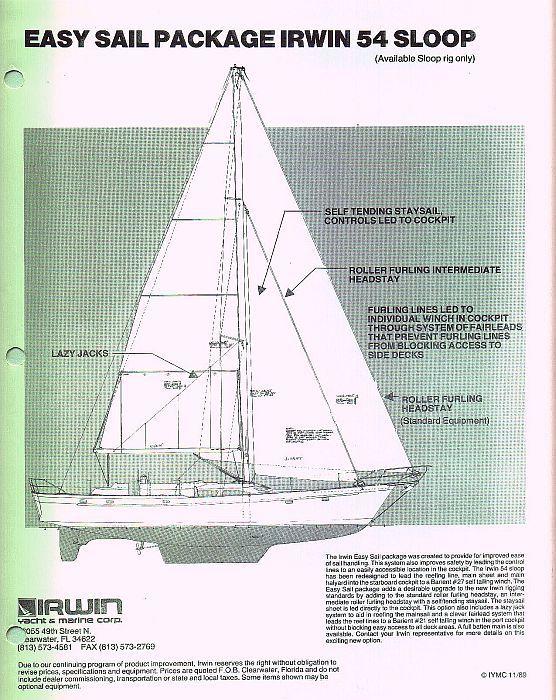 EASY SAIL PACKAGE IRWIN 54 SLOOP
(Available Sloop rig only)
SELF TENDING STAYSAIL,
CONTROLS LED TO COCKPIT
ROLLER FURLING INTERMEDIATE
HEADSTAY
FURLING LINES LED TO
INDIVIDUAL WINCH IN COCKPIT
THROUGH SYSTEM OF FAIRLEADS
THAT PREVENT FURLING LINES
FROM BLOCKING ACCESS TO
SIDE DECKS
LAZY JACKS
ROLLER FURLING
HEADSTAY
(Standard Equipment)
The Irwin Easy Sail package was created to provide for improved ease
of sail handling. This system also improves safety by leading the control
lines to an easily accessible location in the cockpit. The Irwin 54 sloop
has been redesigned to lead the reefing line, main sheet and main
halyard into the starboard cockpit to a Barient #27 self tailing winch. The
Easy Sail package adds a desirable upgrade to the new Irwin rigging
standards by adding to the standard roller furling headstay, an inter-
mediate roller furling headstay with a self tending staysail. The staysail
sheet is led directly to the cockpit. This option also includes a lazy jack
system to aid in reefing the mainsail and a clever fairlead system that
leads the reef lines to a Barient #21 self tailing winch in the port cockpit
without blocking easy access to all deck areas. A full batten main is also
available. Contact your Irwin representative for more details on this
exciting new option.
IRWIN
yacht & marine corp.
055 49th Street N.
earwater, FL 34622
(813) 573-4581 FAX (813) 573-2769
Due to our continuing program of product improvement, Irwin reserves the right without obligation to
revise prices, specifications and equipment. Prices are quoted F.O.B. Clearwater, Florida and do not
include dealer commissioning, transportation or state and local taxes. Some items shown may be
optional equipment.
© IYMC 11/89